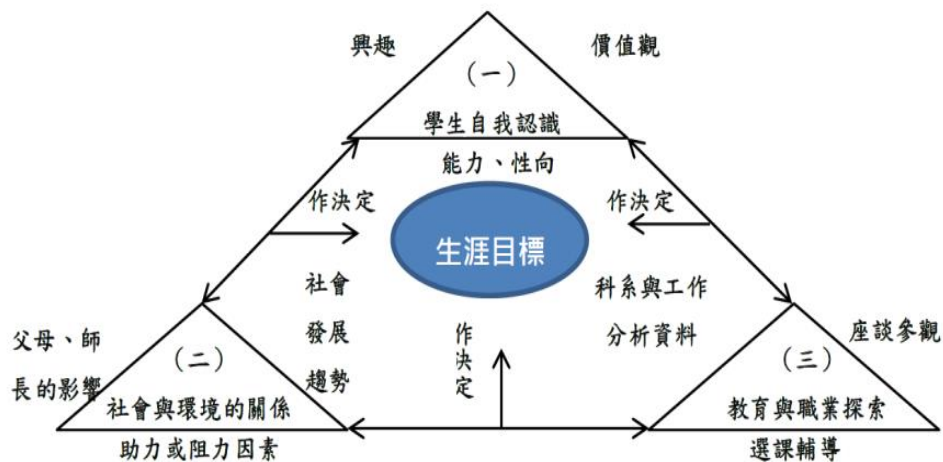 興趣
價值觀
(一)
學生自我認識
能力、性向
作決定
作決定
生涯目標
社會
發展
趨勢
科系與工作
分析資料
作決定
父母、師
長的影響
(二)
社會與環境的關係
助力或阻力因素
座談參觀
(三)
教育與職業探索
選課輔導